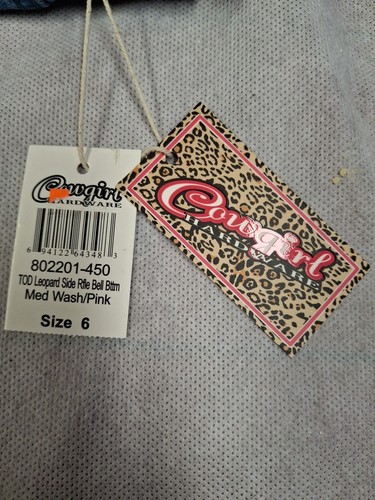 Cowgirl
HARDWARE
6 94122 64348 3
802201-450
TOD Leopard Side Rfle Bell Bttm
Med Wash/Pink
Size 6
Cowgirl
HARDWARE